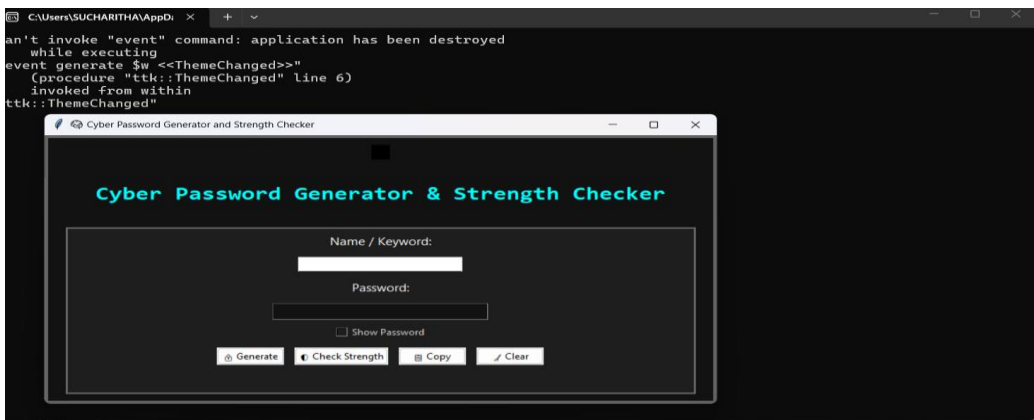 C:\Users\SUCHARITHA\AppDa
an't invoke "event" command: application has been destroyed
while executing
event generate $w <<ThemeChanged>>"
(procedure "ttk::ThemeChanged" line 6)
invoked from within
ttk::ThemeChanged"
Cyber Password Generator and Strength Checker
Cyber Password Generator & Strength Checker
Name / Keyword:
Password:
Show Password
Generate Check Strength Copy Clear